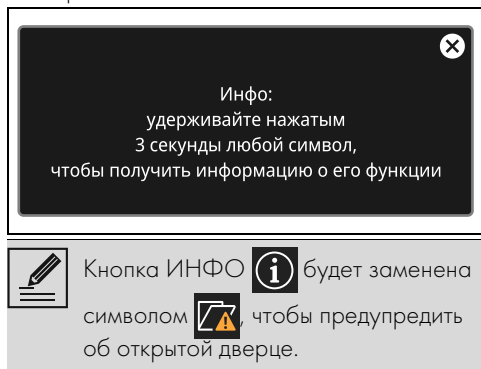 Инфо:
удерживайте нажатым
3 секунды любой символ,
чтобы получить информацию о его функции
Кнопка ИНФО будет заменена
символом , чтобы предупредить
об открытой дверце.